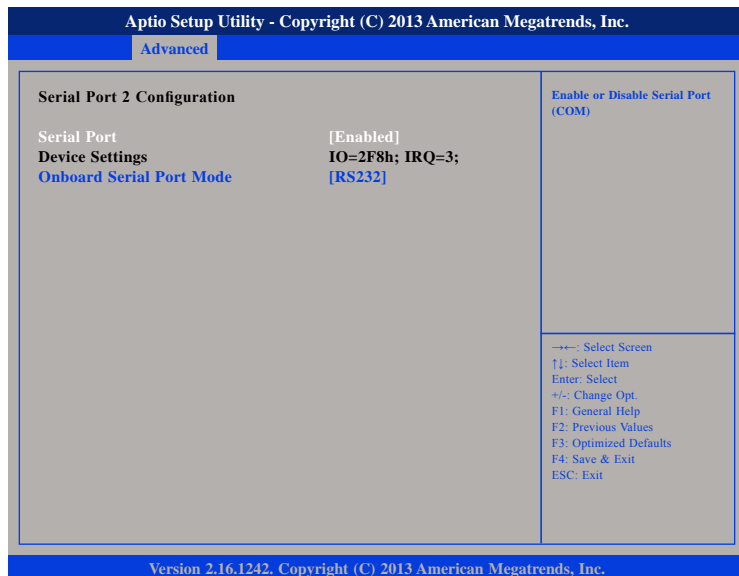 Aptio Setup Utility - Copyright (C) 2013 American Megatrends, Inc.
Advanced
Serial Port 2 Configuration
Serial Port [Enabled]
Device Settings IO=2F8h; IRQ=3;
Onboard Serial Port Mode [RS232]
Enable or Disable Serial Port
(COM)
→←: Select Screen
↑↓: Select Item
Enter: Select
+/-: Change Opt.
F1: General Help
F2: Previous Values
F3: Optimized Defaults
F4: Save & Exit
ESC: Exit
Version 2.16.1242. Copyright (C) 2013 American Megatrends, Inc.